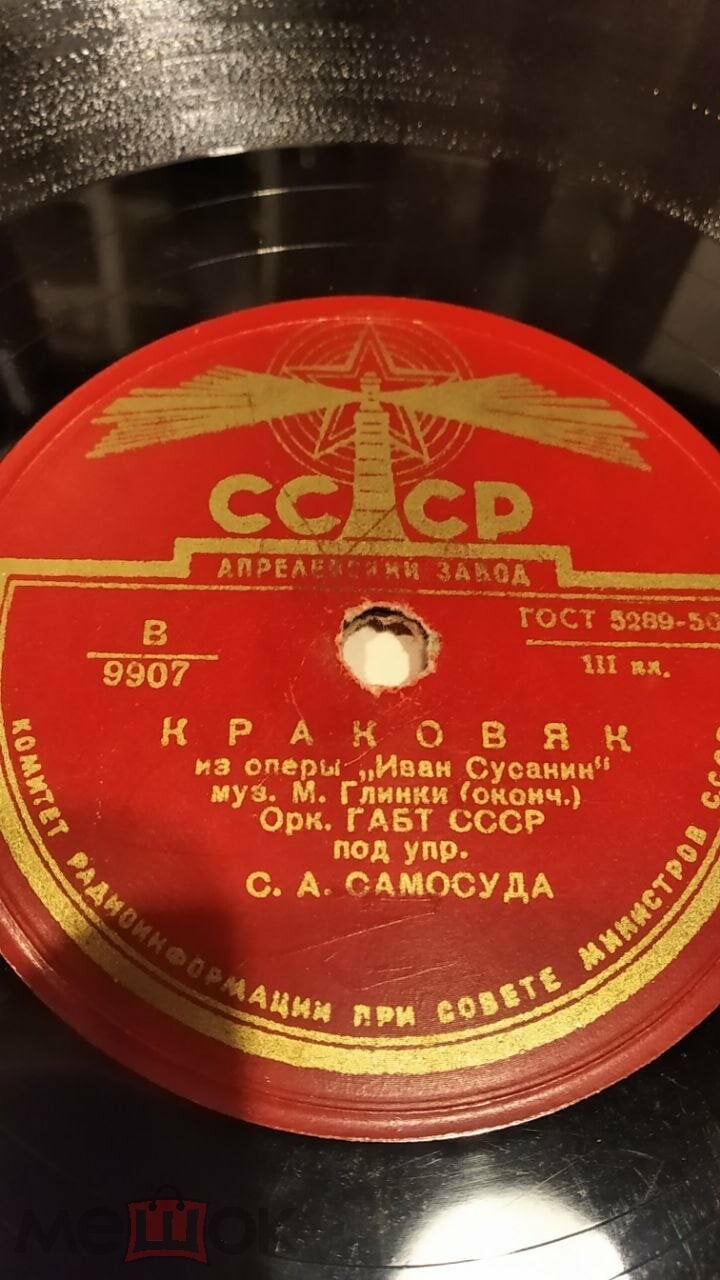 СССР
АПРЕЛЕВСКИЙ ЗАВОД
В
9907
ГОСТ 5289-50
III кл.
КРАКОВЯК
из оперы „Иван Сусанин"
муз. М. Глинки (оконч.)
Орк. ГАБТ СССР
под упр.
С. А. САМОСУДА
КОМИТЕТ РАДИОИНФОРМАЦИИ ПРИ СОВЕТЕ МИНИСТРОВ СССР
мешок